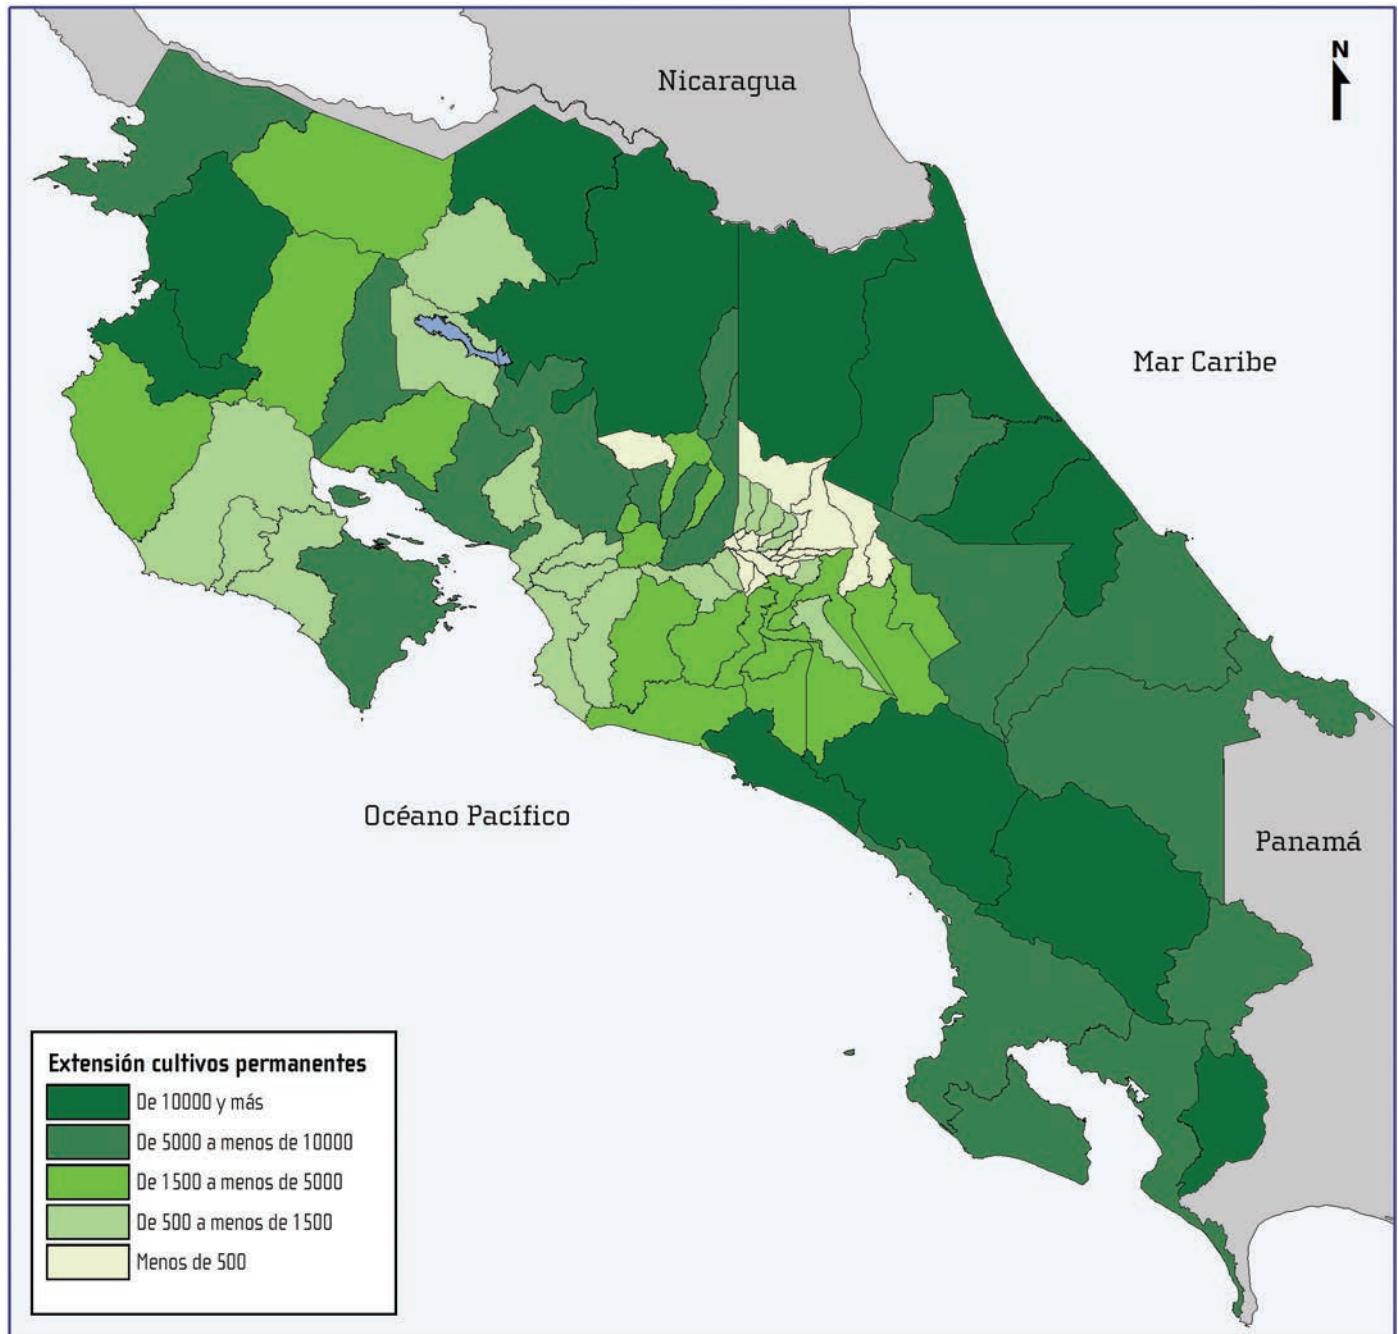 N
Nicaragua
Mar Caribe
Océano Pacífico
Panamá
Extensión cultivos permanentes
De 10000 y más
De 5000 a menos de 10000
De 1500 a menos de 5000
De 500 a menos de 1500
Menos de 500